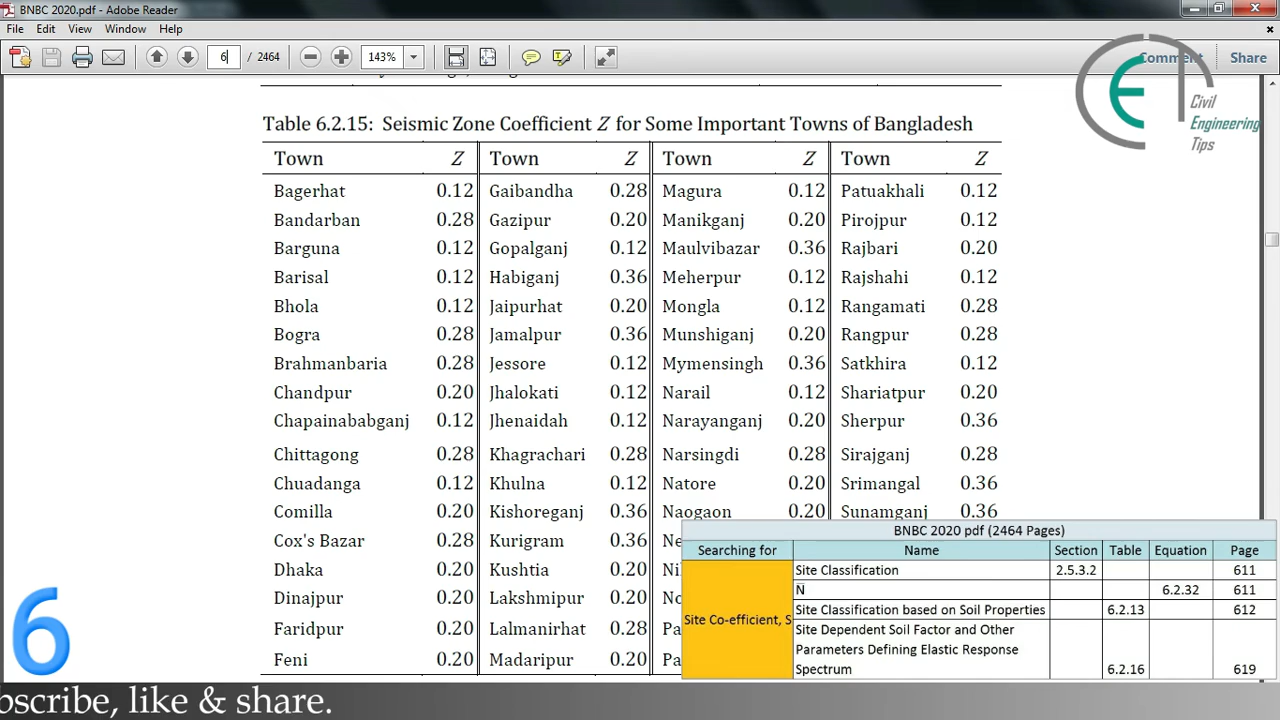 BNBC 2020.pdf - Adobe Reader
File Edit View Window Help
6 / 2464 143% Comment Share
Civil
Engineering
Tips
Table 6.2.15: Seismic Zone Coefficient Z for Some Important Towns of Bangladesh
Town Z Town Z Town Z Town Z
Bagerhat 0.12 Gaibandha 0.28 Magura 0.12 Patuakhali 0.12
Bandarban 0.28 Gazipur 0.20 Manikganj 0.20 Pirojpur 0.12
Barguna 0.12 Gopalganj 0.12 Maulvibazar 0.36 Rajbari 0.20
Barisal 0.12 Habiganj 0.36 Meherpur 0.12 Rajshahi 0.12
Bhola 0.12 Jaipurhat 0.20 Mongla 0.12 Rangamati 0.28
Bogra 0.28 Jamalpur 0.36 Munshiganj 0.20 Rangpur 0.28
Brahmanbaria 0.28 Jessore 0.12 Mymensingh 0.36 Satkhira 0.12
Chandpur 0.20 Jhalokati 0.12 Narail 0.12 Shariatpur 0.20
Chapainababganj 0.12 Jhenaidah 0.12 Narayanganj 0.20 Sherpur 0.36
Chittagong 0.28 Khagrachari 0.28 Narsingdi 0.28 Sirajganj 0.28
Chuadanga 0.12 Khulna 0.12 Natore 0.20 Srimangal 0.36
Comilla 0.20 Kishoreganj 0.36 Naogaon 0.20 Sunamganj 0.36
Cox's Bazar 0.28 Kurigram 0.36 Ne
Dhaka 0.20 Kushtia 0.20
Dinajpur 0.20 Lakshmipur 0.20
Faridpur 0.20 Lalmanirhat 0.28 Pa
Feni 0.20 Madaripur 0.20 Pa
BNBC 2020 pdf (2464 Pages)
Searching for Name Section Table Equation Page
Site Classification 2.5.3.2 611
N̄ 6.2.32 611
Site Co-efficient, S
Site Classification based on Soil Properties 6.2.13 612
Site Dependent Soil Factor and Other
Parameters Defining Elastic Response
Spectrum 6.2.16 619
6
bscribe, like & share.